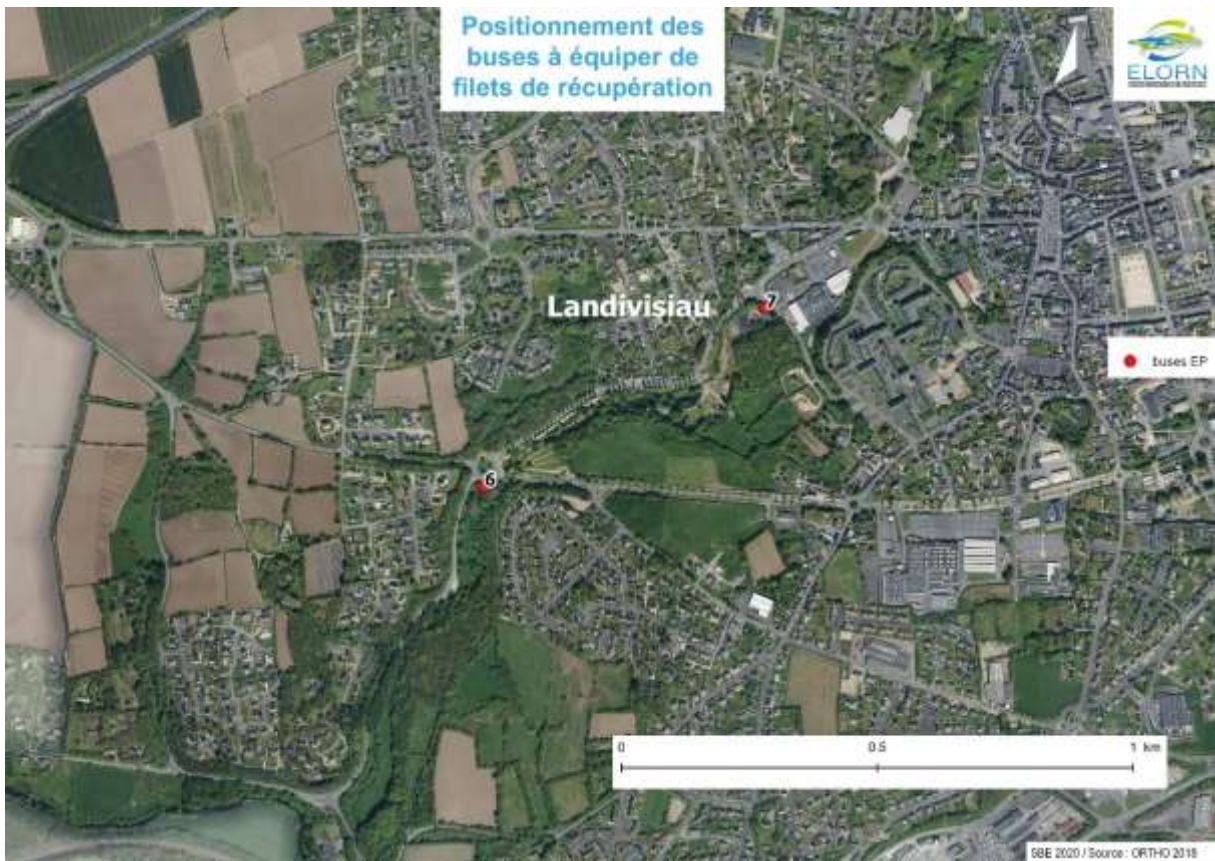 Positionnement des
buses à équiper de
filets de récupération
ELORN
7
Landivisiau
buses EP
6
0 0.5 1 km
SBE 2020 / Source : ORTHO 2018